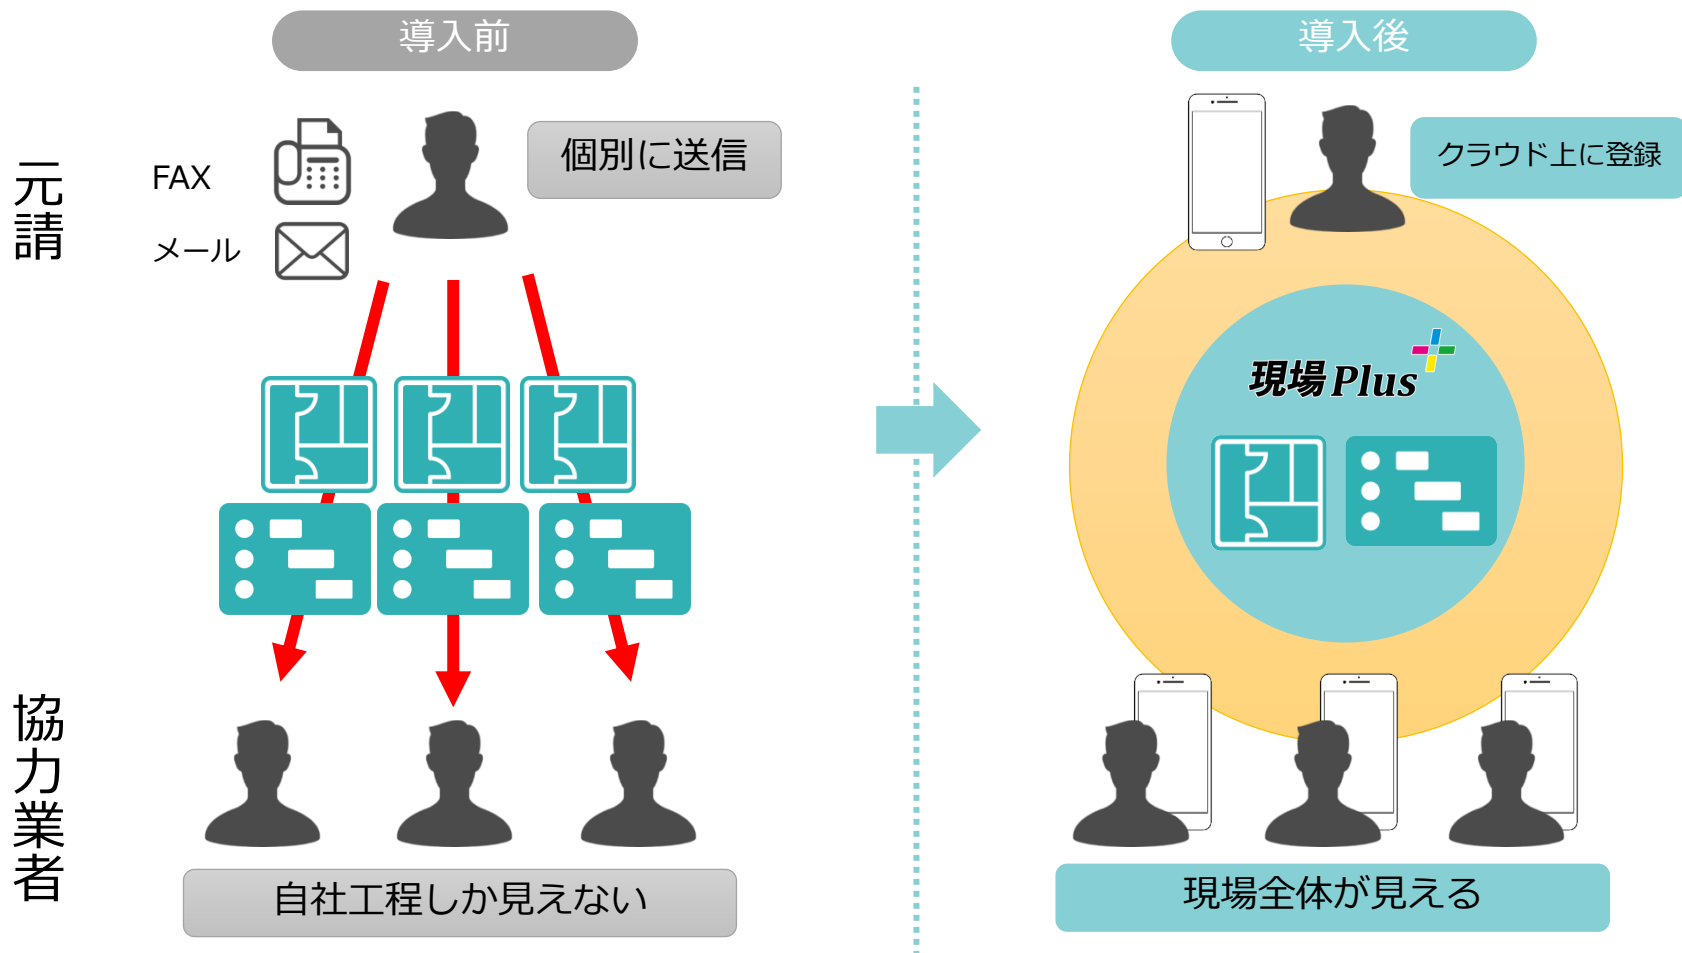 導入前
導入後
元請
FAX
メール
個別に送信
クラウド上に登録
現場Plus
協力業者
自社工程しか見えない
現場全体が見える